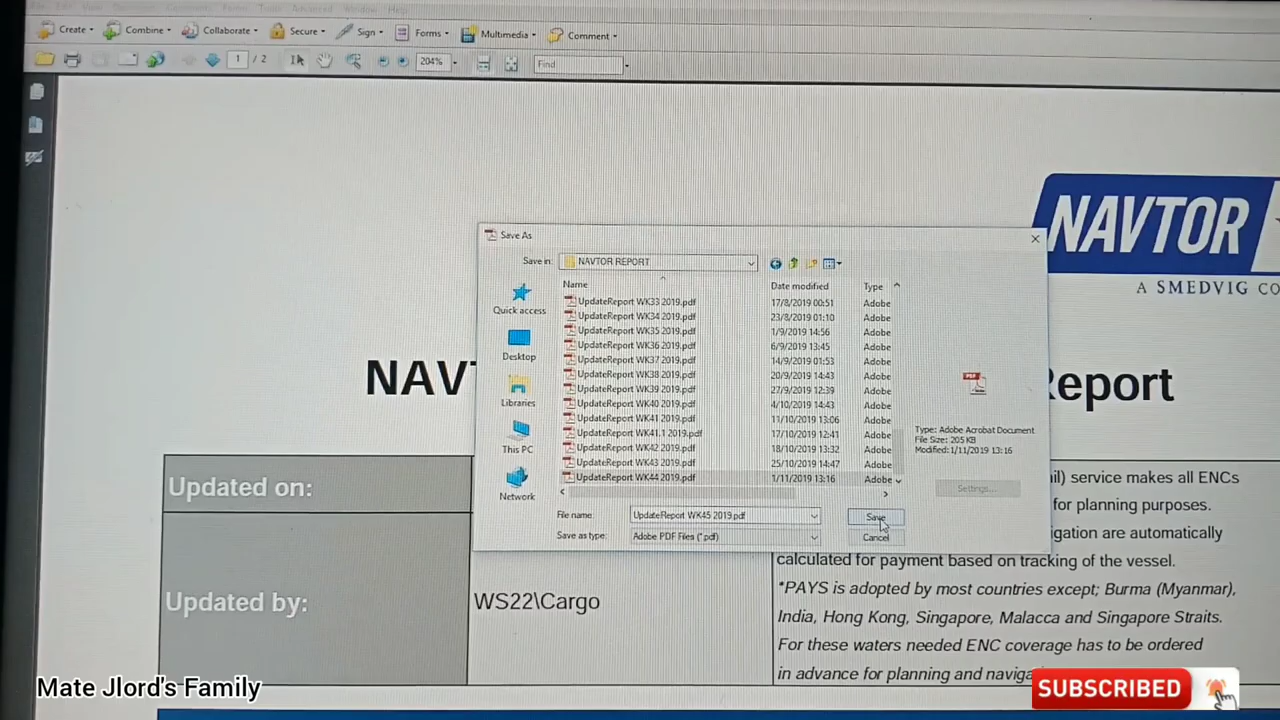 Create
Combine
Collaborate
Secure
Sign
Forms
Multimedia
Comment
1 / 2
204%
Find
NAVTOR
A SMEDVIG CO
NAV
Report
Save As
Save in: NAVTOR REPORT
Name Date modified Type
UpdateReport WK33 2019.pdf 17/8/2019 00:51 Adobe
UpdateReport WK34 2019.pdf 23/8/2019 01:10 Adobe
UpdateReport WK35 2019.pdf 1/9/2019 14:56 Adobe
UpdateReport WK36 2019.pdf 6/9/2019 13:45 Adobe
UpdateReport WK37 2019.pdf 14/9/2019 01:53 Adobe
UpdateReport WK38 2019.pdf 20/9/2019 14:43 Adobe
UpdateReport WK39 2019.pdf 27/9/2019 12:39 Adobe
UpdateReport WK40 2019.pdf 4/10/2019 14:43 Adobe
UpdateReport WK41 2019.pdf 11/10/2019 13:06 Adobe
UpdateReport WK41.1 2019.pdf 17/10/2019 12:41 Adobe
UpdateReport WK42 2019.pdf 18/10/2019 13:32 Adobe
UpdateReport WK43 2019.pdf 25/10/2019 14:47 Adobe
UpdateReport WK44 2019.pdf 1/11/2019 13:16 Adobe
Quick access
Desktop
Libraries
This PC
Network
PDF
Type: Adobe Acrobat Document
File Size: 205 KB
Modified: 1/11/2019 13:16
Settings...
File name: UpdateReport WK45 2019.pdf Save
Save as type: Adobe PDF Files (*.pdf) Cancel
Updated on:
Updated by:
WS22\Cargo
ail) service makes all ENCs
for planning purposes.
igation are automatically
calculated for payment based on tracking of the vessel.
*PAYS is adopted by most countries except; Burma (Myanmar),
India, Hong Kong, Singapore, Malacca and Singapore Straits.
For these waters needed ENC coverage has to be ordered
in advance for planning and naviga
Mate Jlord's Family
SUBSCRIBED